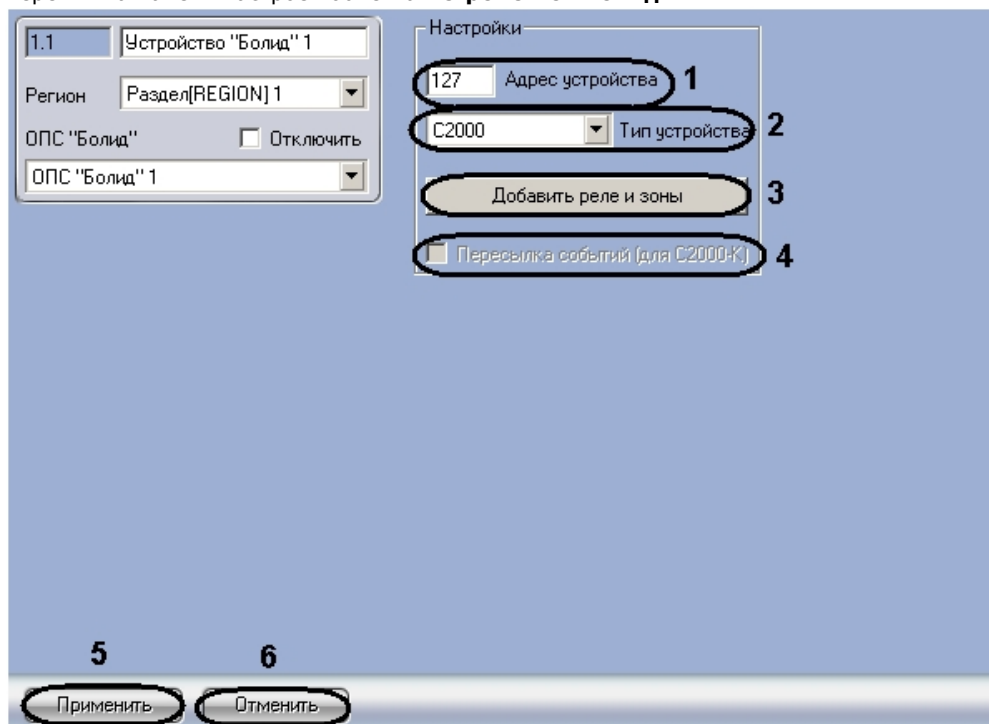 1.1 Устройство "Болид" 1
Регион Раздел[REGION] 1
ОПС "Болид" Отключить
ОПС "Болид" 1
Настройки
127 Адрес устройства 1
С2000 Тип устройства 2
Добавить реле и зоны 3
Пересылка событий (для С2000-К) 4
5 6
Применить Отменить